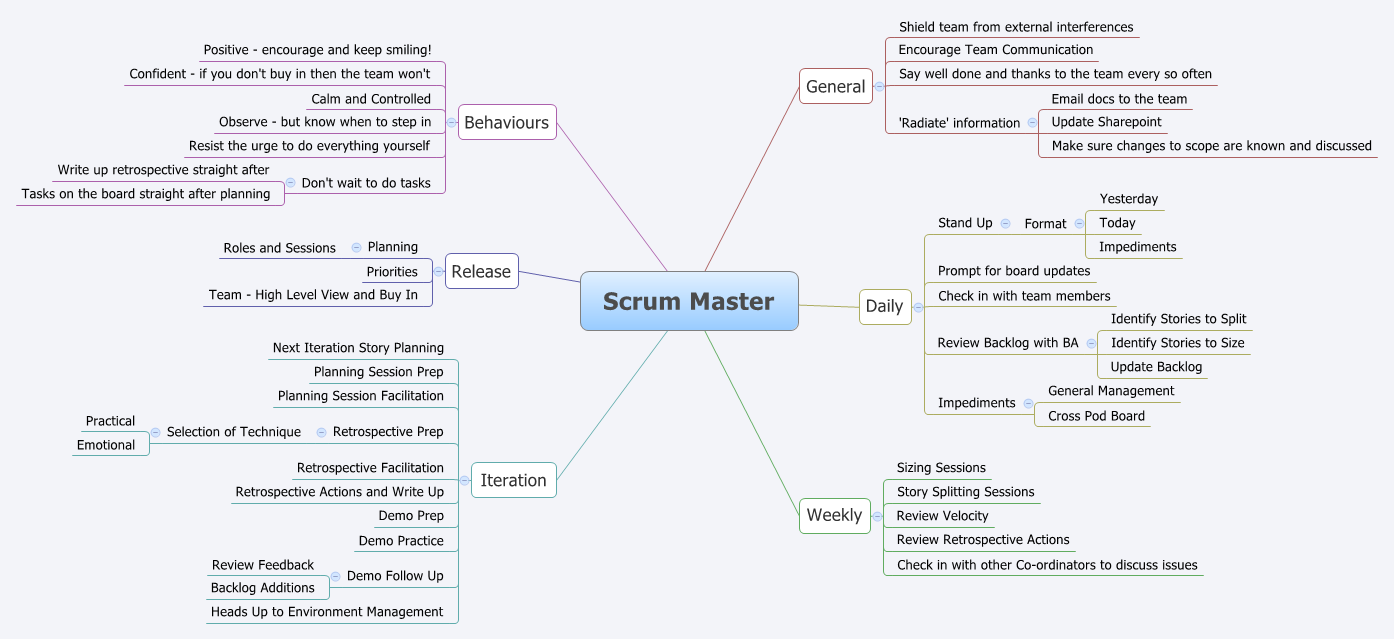 Scrum Master
General
Shield team from external interferences
Encourage Team Communication
Say well done and thanks to the team every so often
'Radiate' information
Email docs to the team
Update Sharepoint
Make sure changes to scope are known and discussed
Daily
Stand Up
Format
Yesterday
Today
Impediments
Prompt for board updates
Check in with team members
Review Backlog with BA
Identify Stories to Split
Identify Stories to Size
Update Backlog
Impediments
General Management
Cross Pod Board
Weekly
Sizing Sessions
Story Splitting Sessions
Review Velocity
Review Retrospective Actions
Check in with other Co-ordinators to discuss issues
Behaviours
Positive - encourage and keep smiling!
Confident - if you don't buy in then the team won't
Calm and Controlled
Observe - but know when to step in
Resist the urge to do everything yourself
Don't wait to do tasks
Write up retrospective straight after
Tasks on the board straight after planning
Release
Planning
Roles and Sessions
Priorities
Team - High Level View and Buy In
Iteration
Next Iteration Story Planning
Planning Session Prep
Planning Session Facilitation
Retrospective Prep
Selection of Technique
Practical
Emotional
Retrospective Facilitation
Retrospective Actions and Write Up
Demo Prep
Demo Practice
Demo Follow Up
Review Feedback
Backlog Additions
Heads Up to Environment Management